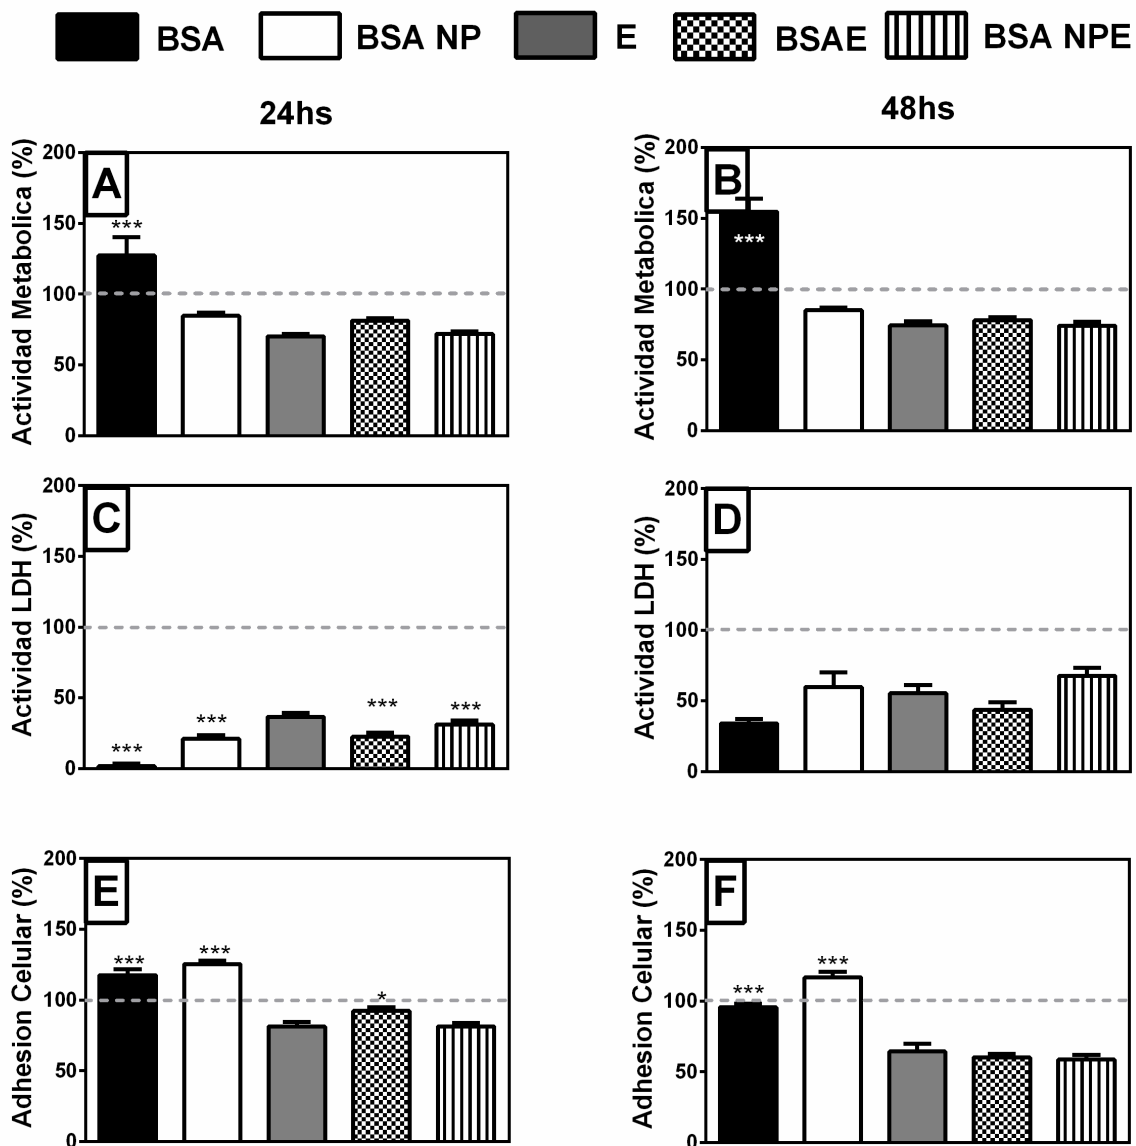 BSA BSA NP E BSAE BSA NPE
24hs 48hs
Actividad Metabolica (%)
200
150
100
50
0
A
***
Actividad Metabolica (%)
200
150
100
50
0
B
***
Actividad LDH (%)
200
150
100
50
0
C
***
***
***
***
Actividad LDH (%)
200
150
100
50
0
D
Adhesion Celular (%)
200
150
100
50
0
E
***
***
*
Adhesion Celular (%)
200
150
100
50
0
F
***
***